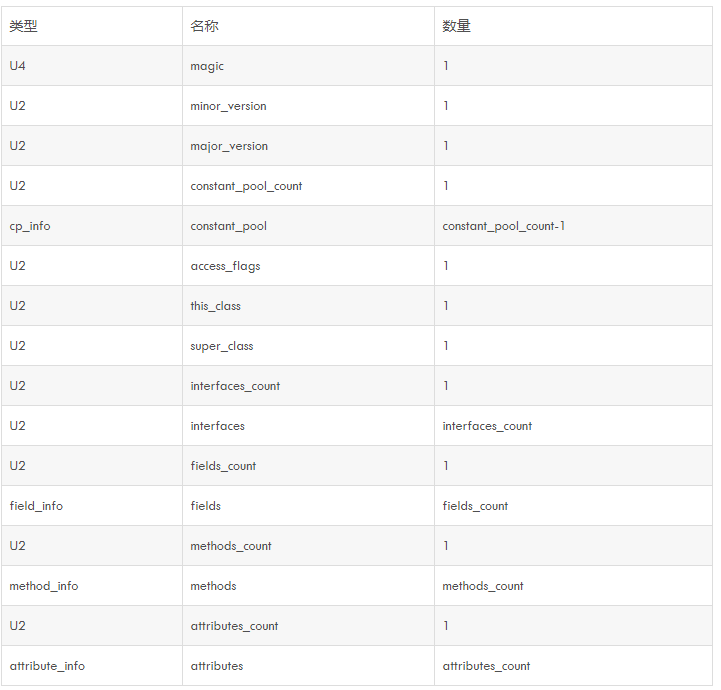 类型 名称 数量
U4 magic 1
U2 minor_version 1
U2 major_version 1
U2 constant_pool_count 1
cp_info constant_pool constant_pool_count-1
U2 access_flags 1
U2 this_class 1
U2 super_class 1
U2 interfaces_count 1
U2 interfaces interfaces_count
U2 fields_count 1
field_info fields fields_count
U2 methods_count 1
method_info methods methods_count
U2 attributes_count 1
attribute_info attributes attributes_count